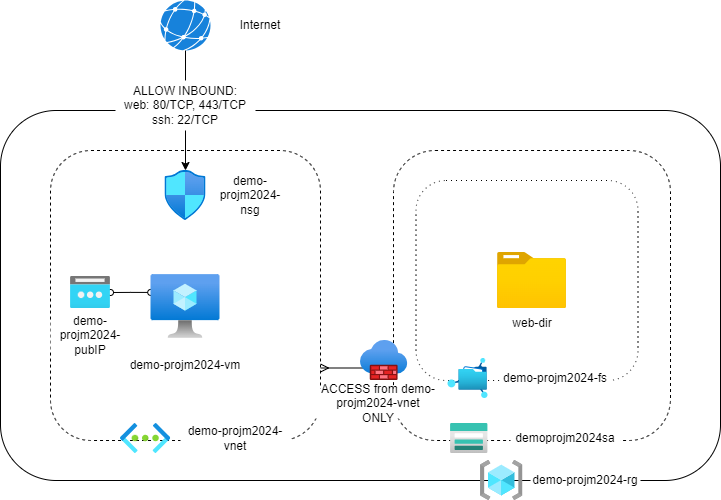 Internet
ALLOW INBOUND:
web: 80/TCP, 443/TCP
ssh: 22/TCP
demo-
projm2024-
nsg
demo-
projm2024-
pubIP
demo-projm2024-vm
web-dir
ACCESS from demo-
projm2024-vnet
ONLY
demo-projm2024-fs
demo-projm2024-
vnet
demoprojm2024sa
demo-projm2024-rg